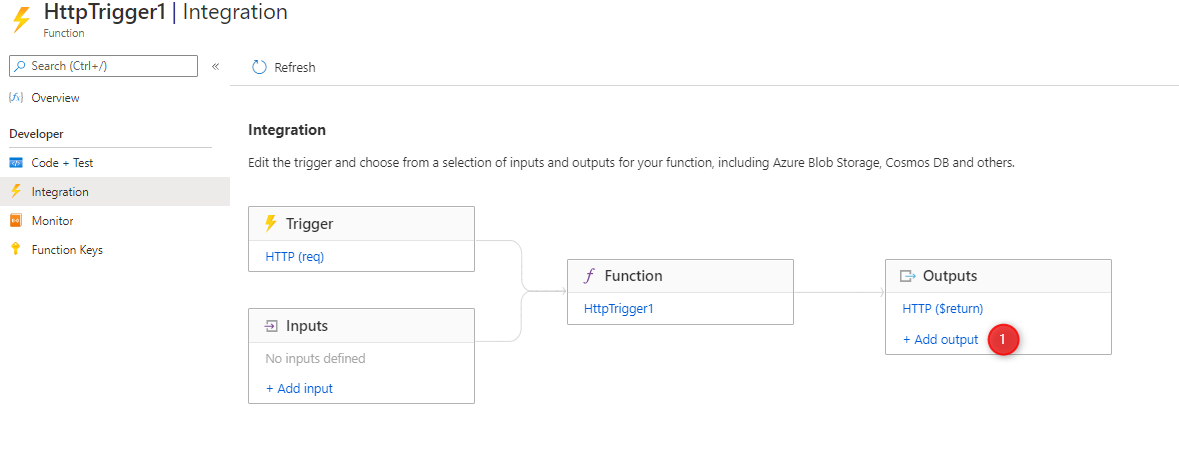 HttpTrigger1 | Integration
Function
Search (Ctrl+/)
«
Refresh
Overview
Developer
Code + Test
Integration
Monitor
Function Keys
Integration
Edit the trigger and choose from a selection of inputs and outputs for your function, including Azure Blob Storage, Cosmos DB and others.
Trigger
HTTP (req)
Inputs
No inputs defined
+ Add input
f Function
HttpTrigger1
Outputs
HTTP ($return)
+ Add output 1